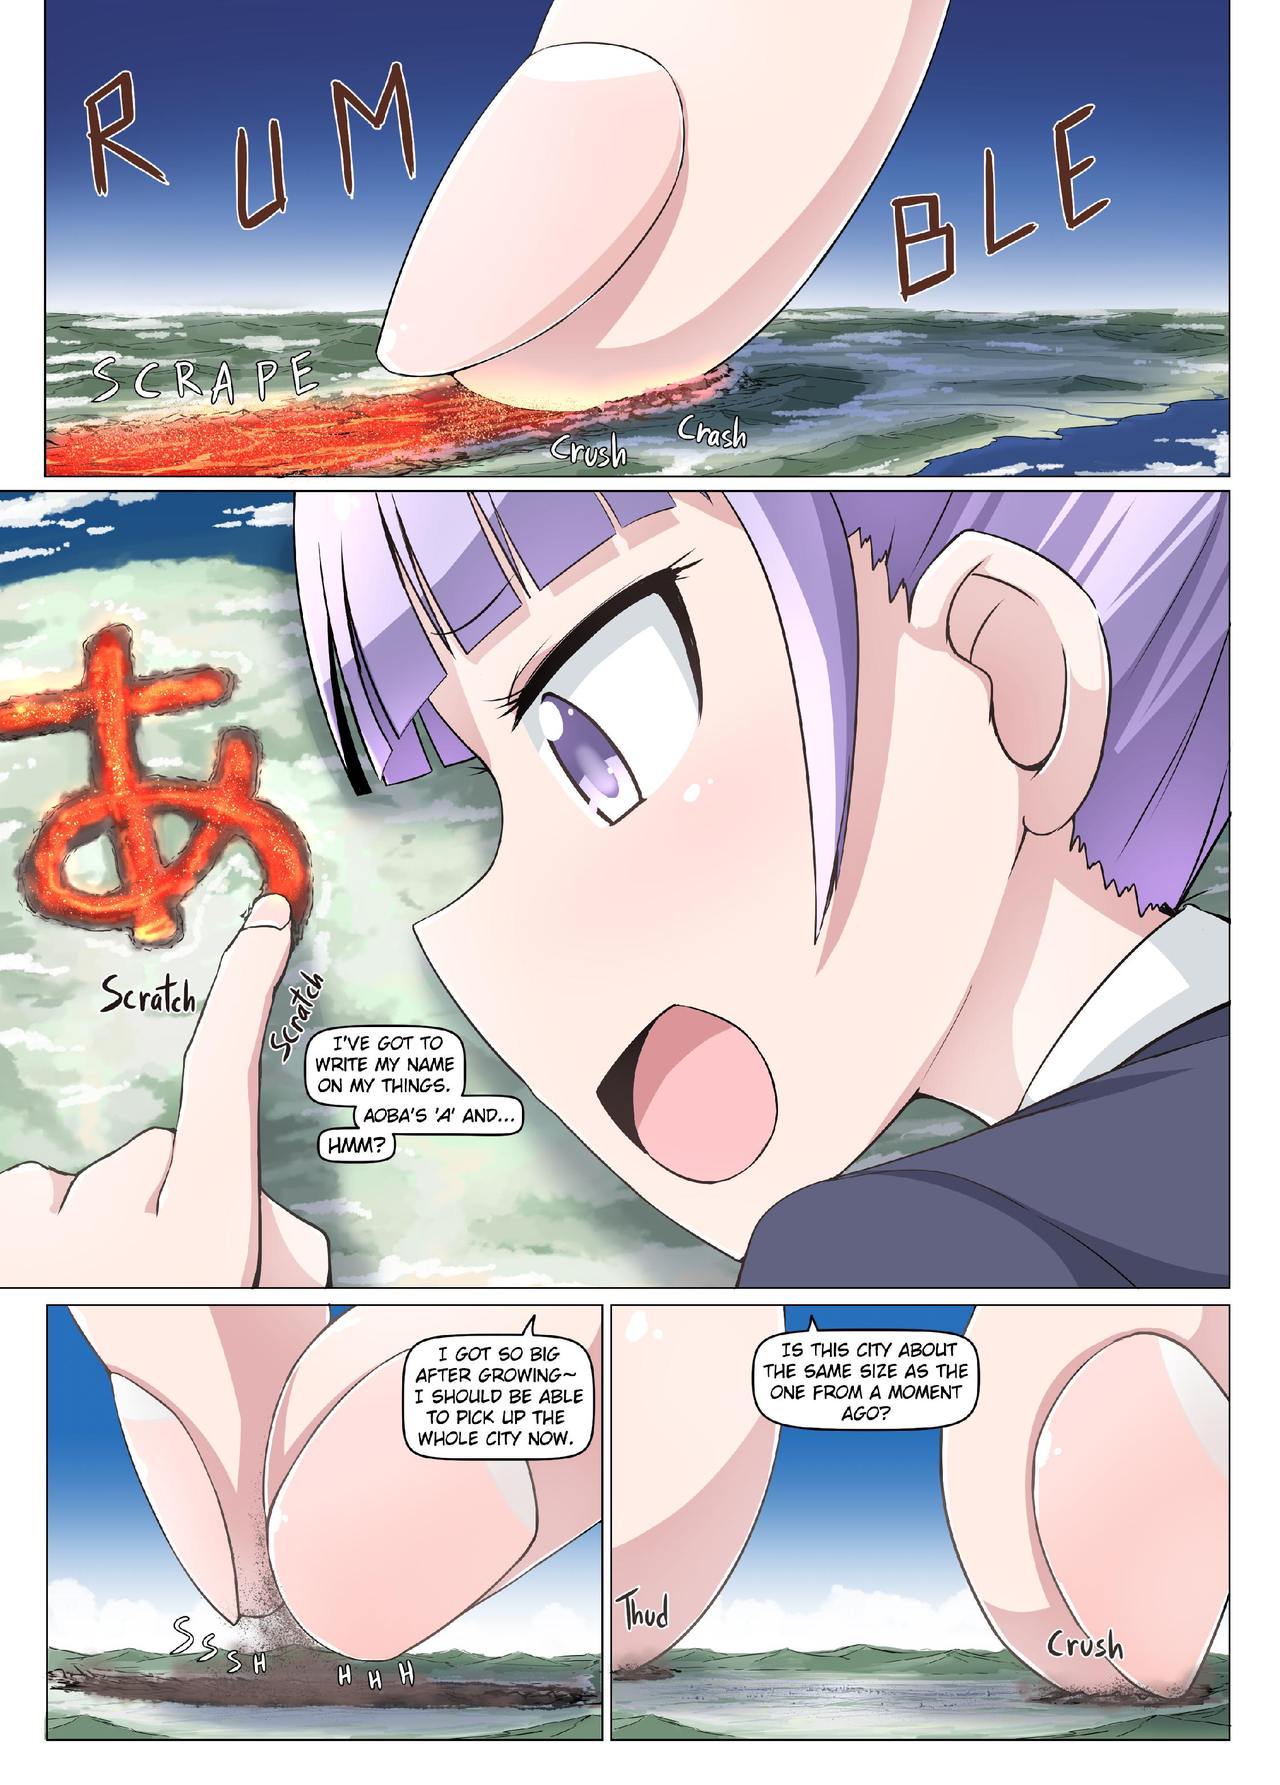 RUMBLE
SCRAPE
Crush
Crash
あ
Scratch
Scratch
I'VE GOT TO
WRITE MY NAME
ON MY THINGS.
AOBA'S 'A' AND...
HMM?
IS THIS CITY ABOUT
THE SAME SIZE AS THE
ONE FROM A MOMENT
AGO?
Thud
Crush
I GOT SO BIG
AFTER GROWING~
I SHOULD BE ABLE
TO PICK UP THE
WHOLE CITY NOW.
SSSHHHH